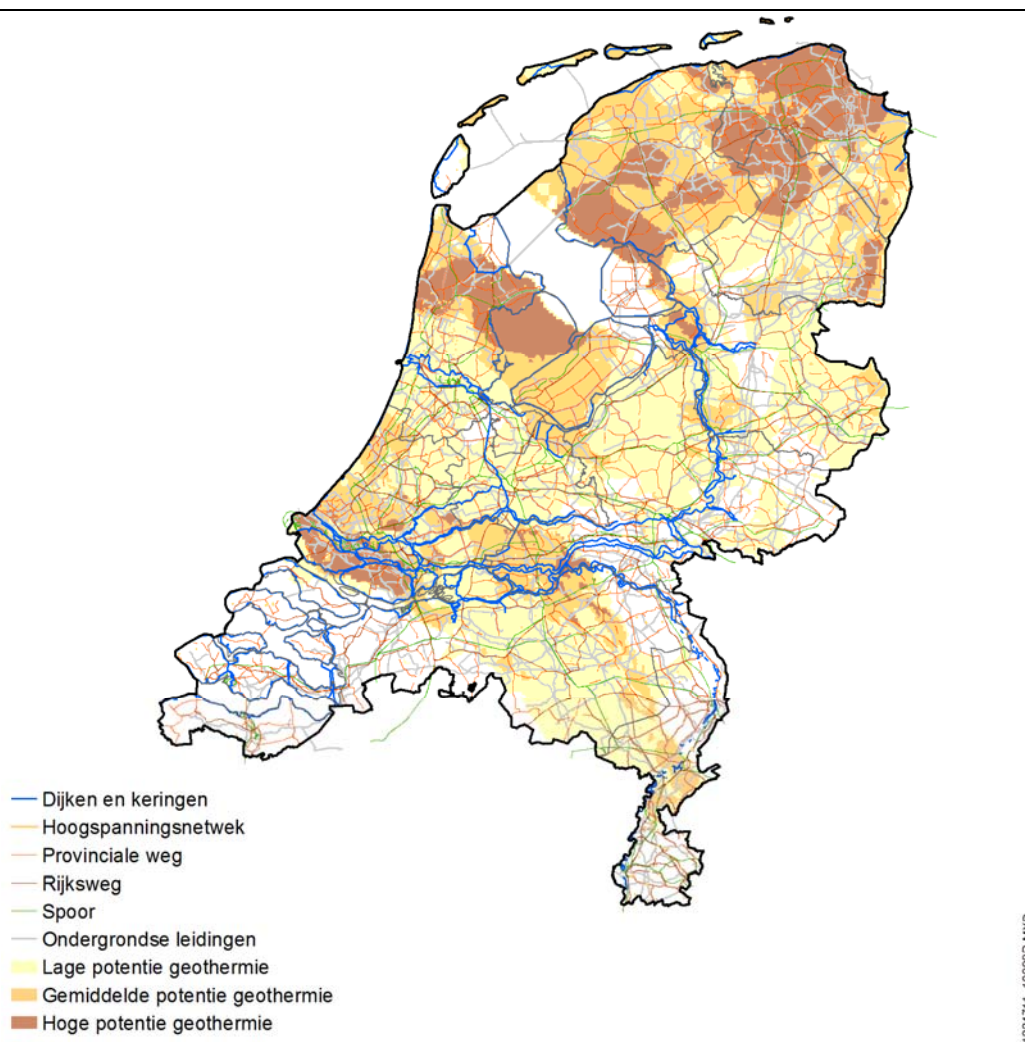 Dijken en keringen
Hoogspanningsnetwek
Provinciale weg
Rijksweg
Spoor
Ondergrondse leidingen
Lage potentie geothermie
Gemiddelde potentie geothermie
Hoge potentie geothermie